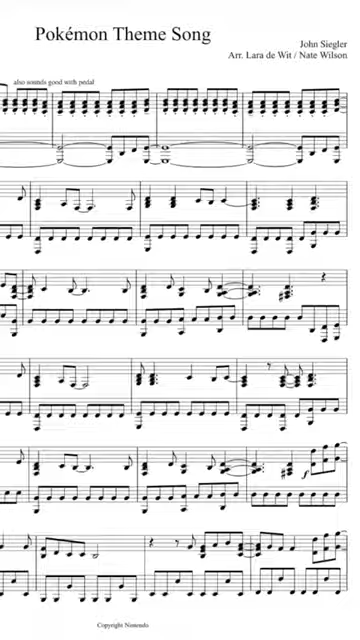 Pokémon Theme Song
John Siegler
Arr. Lara de Wit / Nate Wilson
also sounds good with pedal
f
Copyright Nintendo